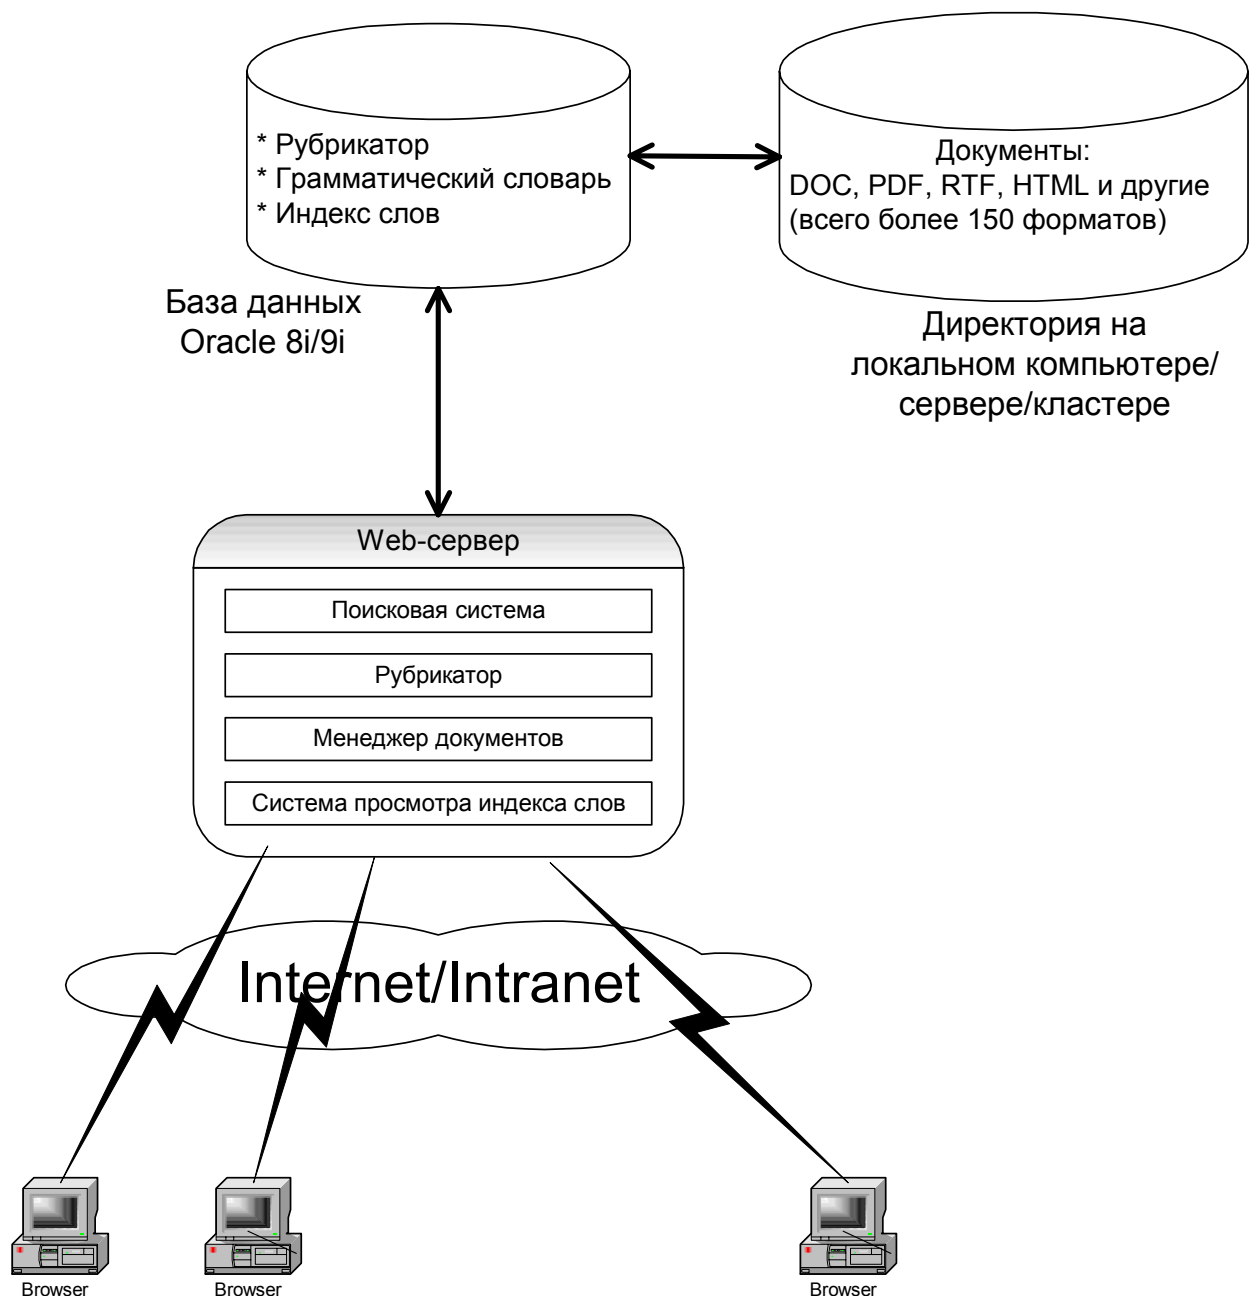 * Рубрикатор
* Грамматический словарь
* Индекс слов
Документы:
DOC, PDF, RTF, HTML и другие
(всего более 150 форматов)
База данных
Oracle 8i/9i
Директория на
локальном компьютере/
сервере/кластере
Web-сервер
Поисковая система
Рубрикатор
Менеджер документов
Система просмотра индекса слов
Internet/Intranet
Browser
Browser
Browser